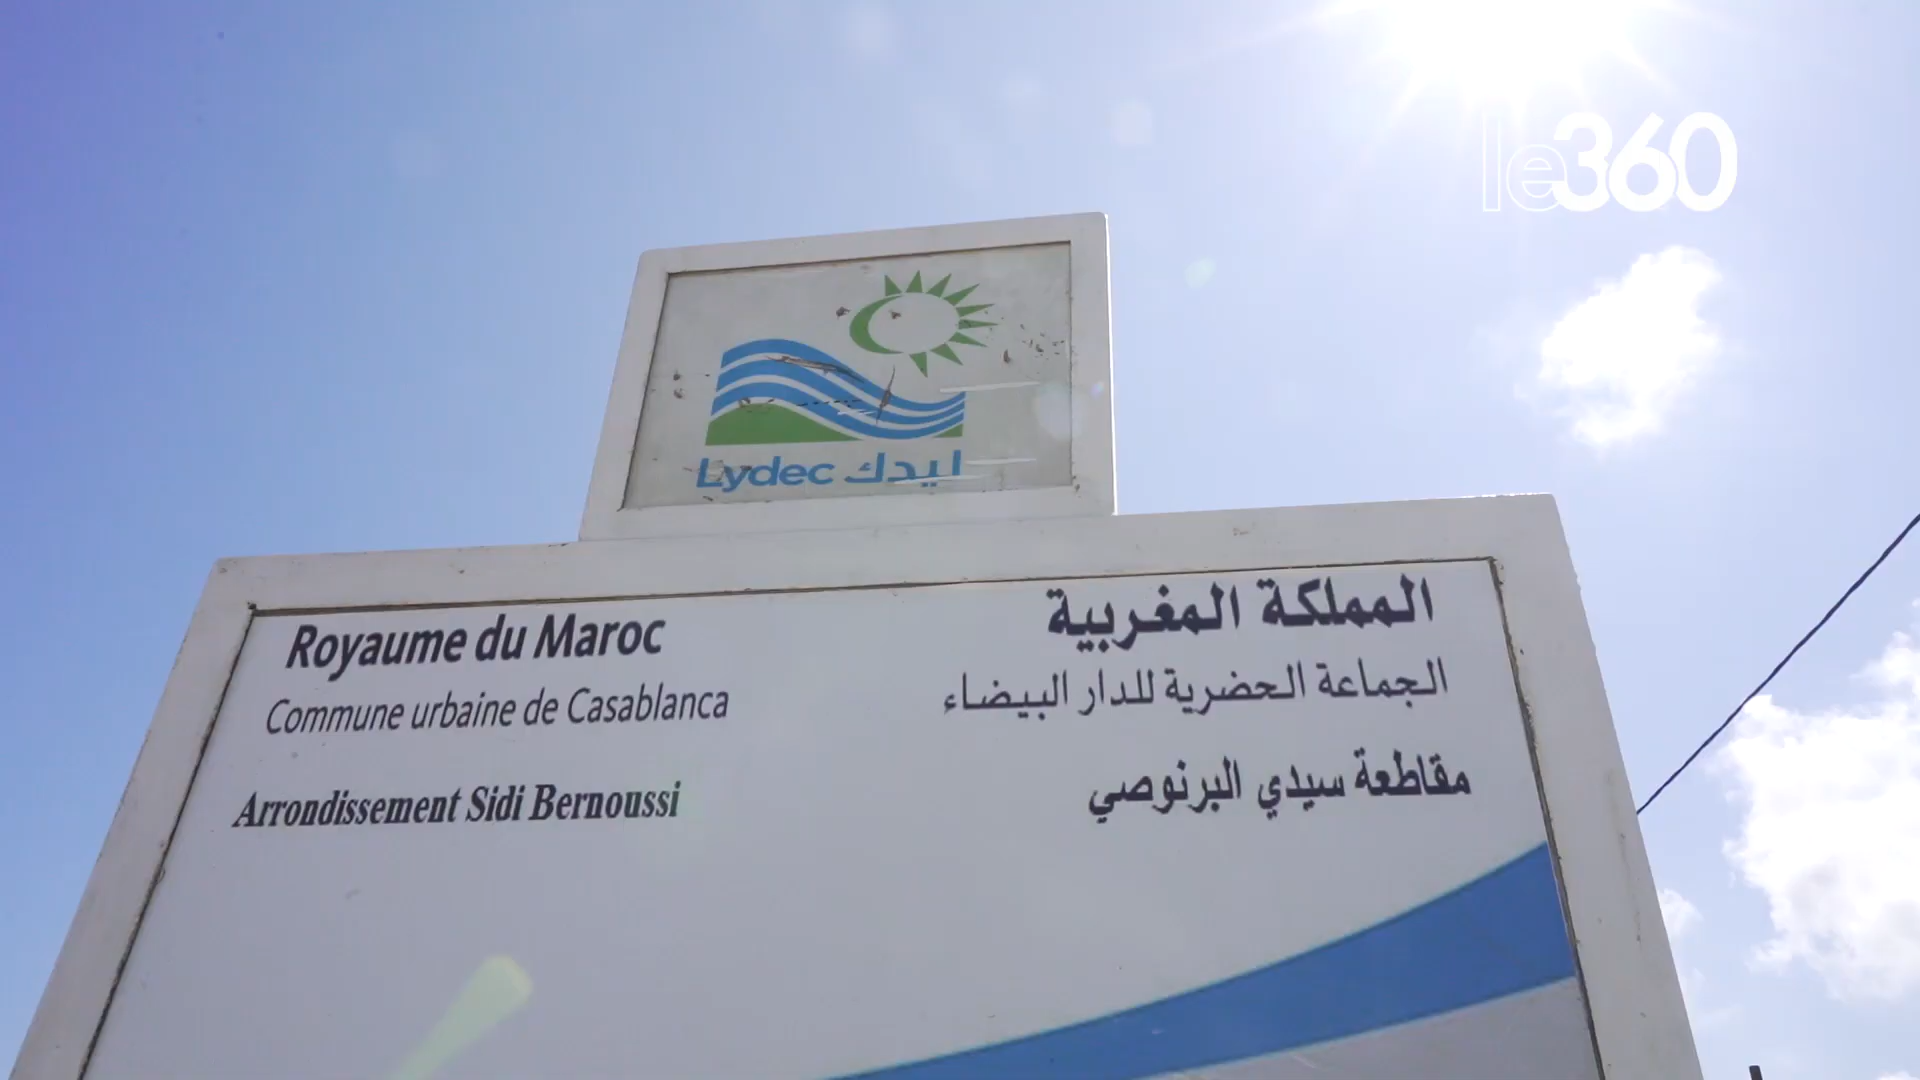 le360
Lydec ليدك
Royaume du Maroc
المملكة المغربية
Commune urbaine de Casablanca
الجماعة الحضرية للدار البيضاء
Arrondissement Sidi Bernoussi
مقاطعة سيدي البرنوصي